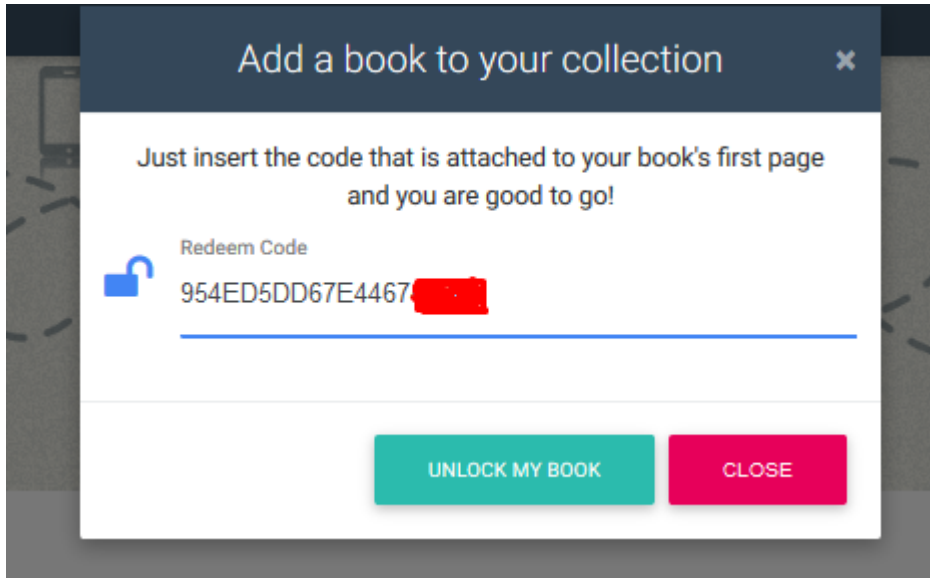 Add a book to your collection ×
Just insert the code that is attached to your book's first page
and you are good to go!
Redeem Code
954ED5DD67E4467
UNLOCK MY BOOK CLOSE